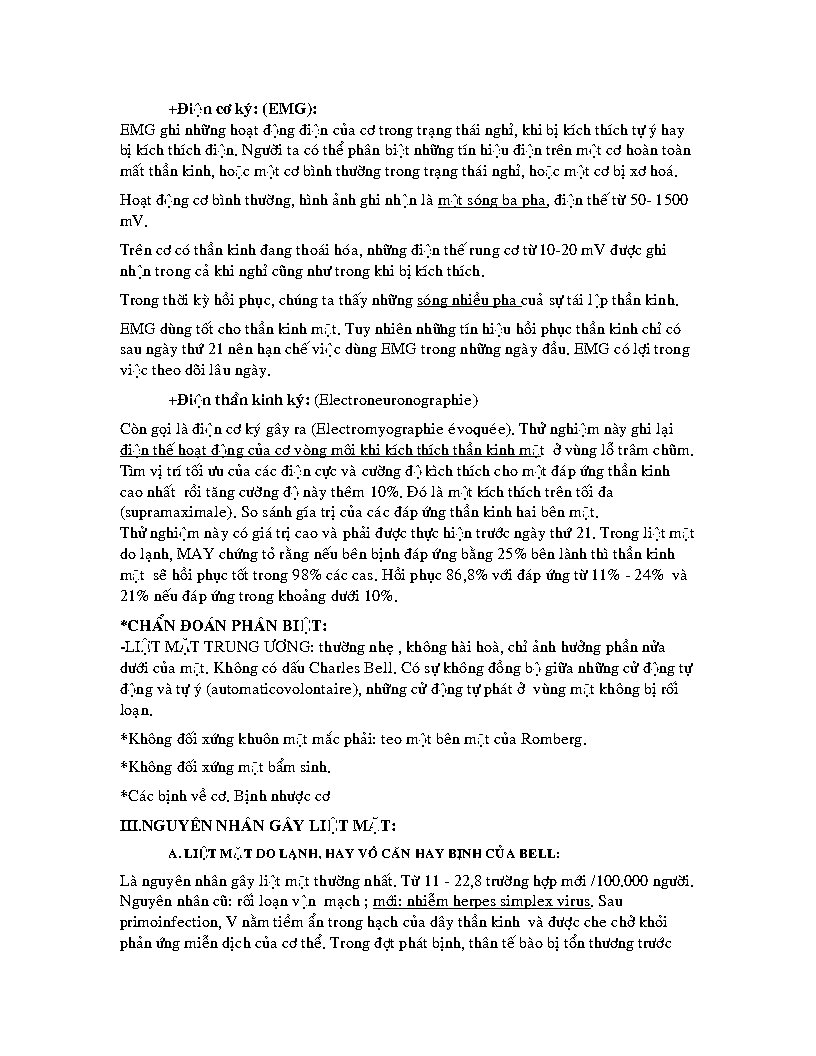 +Điện cơ ký: (EMG):
EMG ghi những hoạt động điện của cơ trong trạng thái nghỉ, khi bị kích thích tự ý hay
bị kích thích điện. Người ta có thể phân biệt những tín hiệu điện trên một cơ hoàn toàn
mất thần kinh, hoặc một cơ bình thường trong trạng thái nghỉ, hoặc một cơ bị xơ hoá.
Hoạt động cơ bình thường, hình ảnh ghi nhận là một sóng ba pha, điện thế từ 50- 1500
mV.
Trên cơ có thần kinh đang thoái hóa, những điện thế rung cơ từ 10-20 mV được ghi
nhận trong cả khi nghỉ cũng như trong khi bị kích thích.
Trong thời kỳ hồi phục, chúng ta thấy những sóng nhiều pha cuả sự tái lập thần kinh.
EMG dùng tốt cho thần kinh mặt. Tuy nhiên những tín hiệu hồi phục thần kinh chỉ có
sau ngày thứ 21 nên hạn chế việc dùng EMG trong những ngày đầu. EMG có lợi trong
việc theo dõi lâu ngày.
+Điện thần kinh ký: (Electroneuronographie)
Còn gọi là điện cơ ký gây ra (Electromyographie évoquée). Thử nghiệm này ghi lại
điện thế hoạt động của cơ vòng môi khi kích thích thần kinh mặt ở vùng lỗ trâm chũm.
Tìm vị trí tối ưu của các điện cực và cường độ kích thích cho một đáp ứng thần kinh
cao nhất rồi tăng cường độ này thêm 10%. Đó là một kích thích trên tối đa
(supramaximale). So sánh gía trị của các đáp ứng thần kinh hai bên mặt.
Thử nghiệm này có giá trị cao và phải được thực hiện trước ngày thứ 21. Trong liệt mặt
do lạnh, MAY chứng tỏ rằng nếu bên bịnh đáp ứng bằng 25% bên lành thì thần kinh
mặt sẽ hồi phục tốt trong 98% các cas. Hồi phục 86,8% với đáp ứng từ 11% - 24% và
21% nếu đáp ứng trong khoảng dưới 10%.
*CHẨN ĐOÁN PHÂN BIỆT:
-LIỆT MẶT TRUNG ƯƠNG: thường nhẹ , không hài hoà, chỉ ảnh hưởng phần nửa
dưới của mặt. Không có dấu Charles Bell. Có sự không đồng bộ giữa những cử động tự
động và tự ý (automaticovolontaire), những cử động tự phát ở vùng mặt không bị rối
loạn.
*Không đối xứng khuôn mặt mắc phải: teo một bên mặt của Romberg.
*Không đối xứng mặt bẩm sinh.
*Các bịnh về cơ. Bịnh nhược cơ
III.NGUYÊN NHÂN GÂY LIỆT MẶT:
A. LIỆT MẶT DO LẠNH, HAY VÔ CĂN HAY BỊNH CỦA BELL:
Là nguyên nhân gây liệt mặt thường nhất. Từ 11 - 22,8 trường hợp mới /100.000 người.
Nguyên nhân cũ: rối loạn vận mạch ; mới: nhiễm herpes simplex virus. Sau
primoinfection, V nằm tiềm ẩn trong hạch của dây thần kinh và được che chở khỏi
phản ứng miễn dịch của cơ thể. Trong đợt phát bịnh, thân tế bào bị tổn thương trước